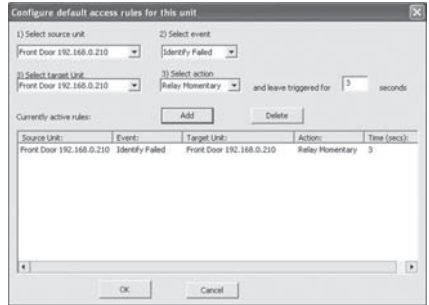 Configure default access rules for this unit
1) Select source unit 2) Select event
Front Door 192.168.0.210 Identify Failed
3) Select target Unit 3) Select action
Front Door 192.168.0.210 Relay Momentary and leave triggered for 3 seconds
Currently active rules: Add Delete
Source Unit: Event: Target Unit: Action: Time (secs):
Front Door 192.168.0.210 Identify Failed Front Door 192.168.0.210 Relay Momentary 3
OK Cancel